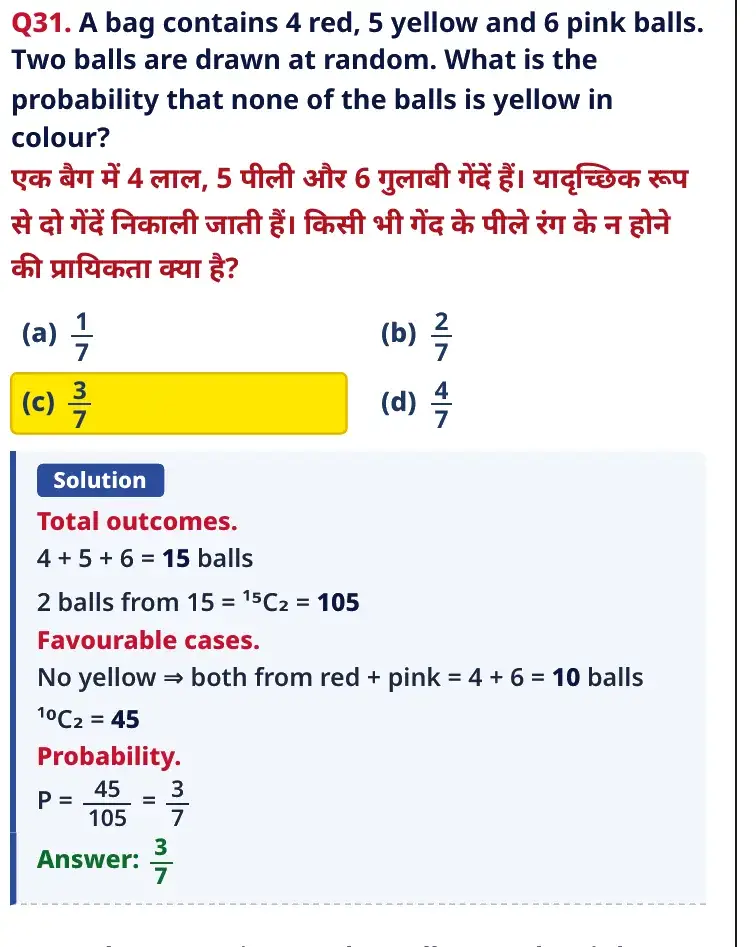 Q31. A bag contains 4 red, 5 yellow and 6 pink balls.
Two balls are drawn at random. What is the
probability that none of the balls is yellow in
colour?
एक बैग में 4 लाल, 5 पीली और 6 गुलाबी गेंदें हैं। यादृच्छिक रूप
से दो गेंदें निकाली जाती हैं। किसी भी गेंद के पीले रंग के न होने
की प्रायिकता क्या है?
(a) 1/7 (b) 2/7
(c) 3/7 (d) 4/7
Solution
Total outcomes.
4 + 5 + 6 = 15 balls
2 balls from 15 = ¹⁵C₂ = 105
Favourable cases.
No yellow ⇒ both from red + pink = 4 + 6 = 10 balls
¹⁰C₂ = 45
Probability.
P = 45/105 = 3/7
Answer: 3/7